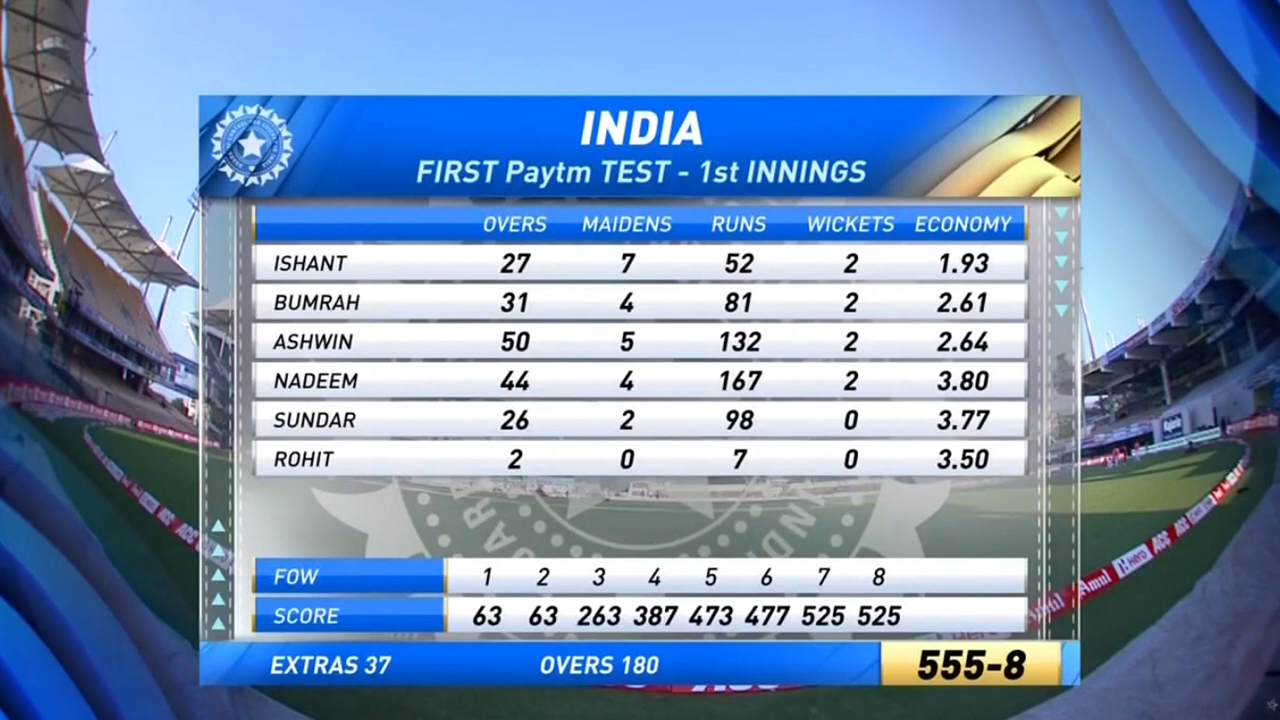 INDIA
FIRST Paytm TEST - 1st INNINGS
OVERS MAIDENS RUNS WICKETS ECONOMY
ISHANT 27 7 52 2 1.93
BUMRAH 31 4 81 2 2.61
ASHWIN 50 5 132 2 2.64
NADEEM 44 4 167 2 3.80
SUNDAR 26 2 98 0 3.77
ROHIT 2 0 7 0 3.50
FOW 1 2 3 4 5 6 7 8
SCORE 63 63 263 387 473 477 525 525
EXTRAS 37 OVERS 180 555-8
ACC
Hero
ACC
Amul